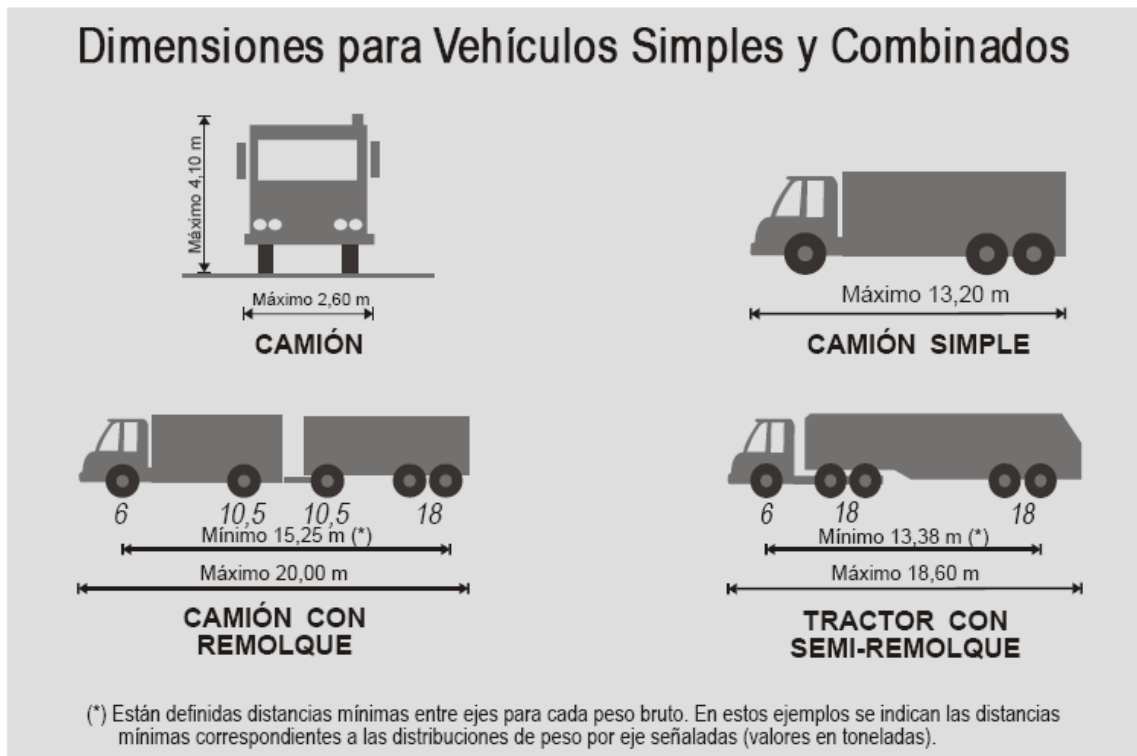 Dimensiones para Vehículos Simples y Combinados
Máximo 4,10 m
Máximo 2,60 m
CAMIÓN
Máximo 13,20 m
CAMIÓN SIMPLE
6 10,5 10,5 18
Mínimo 15,25 m (*)
Máximo 20,00 m
CAMIÓN CON
REMOLQUE
6 18 18
Mínimo 13,38 m (*)
Máximo 18,60 m
TRACTOR CON
SEMI-REMOLQUE
(*) Están definidas distancias mínimas entre ejes para cada peso bruto. En estos ejemplos se indican las distancias
mínimas correspondientes a las distribuciones de peso por eje señaladas (valores en toneladas).